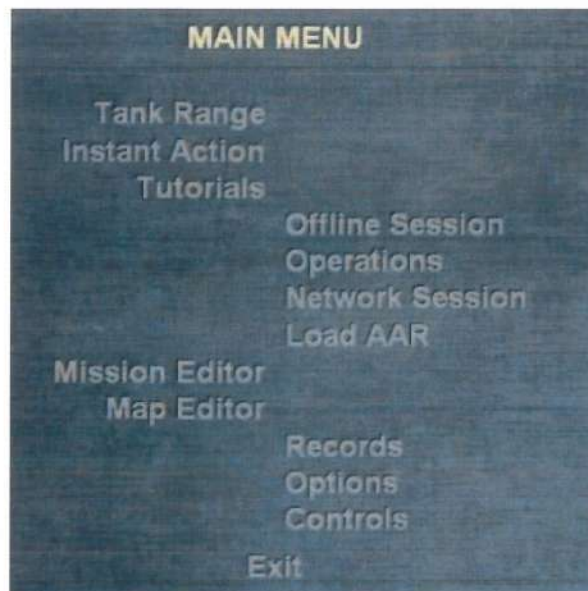 MAIN MENU
Tank Range
Instant Action
Tutorials
Offline Session
Operations
Network Session
Load AAR
Mission Editor
Map Editor
Records
Options
Controls
Exit